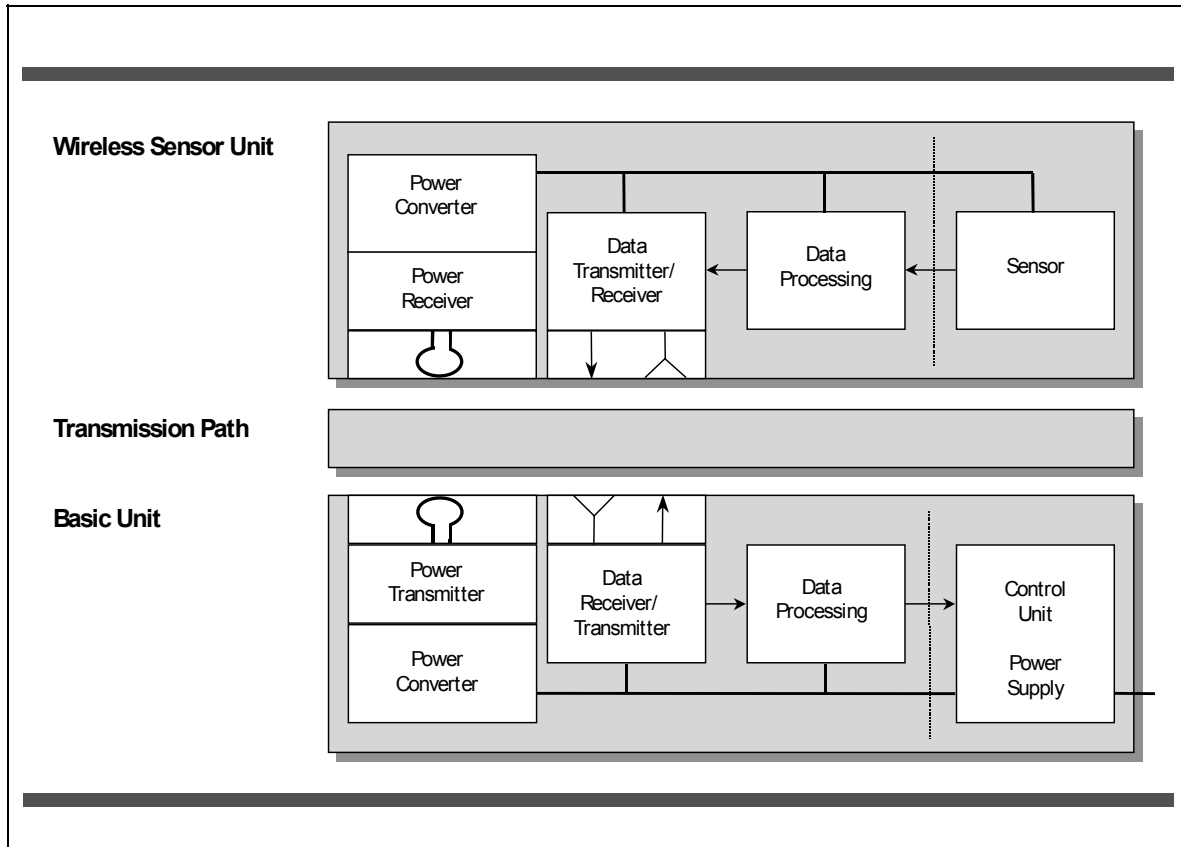 Wireless Sensor Unit
Power
Converter
Power
Receiver
Data
Transmitter/
Receiver
Data
Processing
Sensor
Transmission Path
Basic Unit
Power
Transmitter
Power
Converter
Data
Receiver/
Transmitter
Data
Processing
Control
Unit
Power
Supply